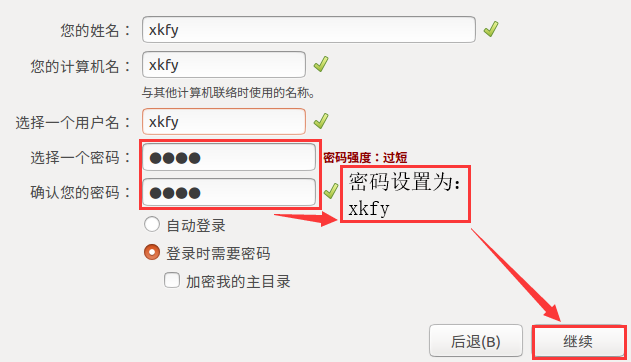 您的姓名： xkfy
您的计算机名： xkfy
与其他计算机联络时使用的名称。
选择一个用户名： xkfy
选择一个密码： ●●●● 密码强度：过短
确认您的密码： ●●●●
密码设置为：
xkfy
自动登录
登录时需要密码
加密我的主目录
后退(B)
继续